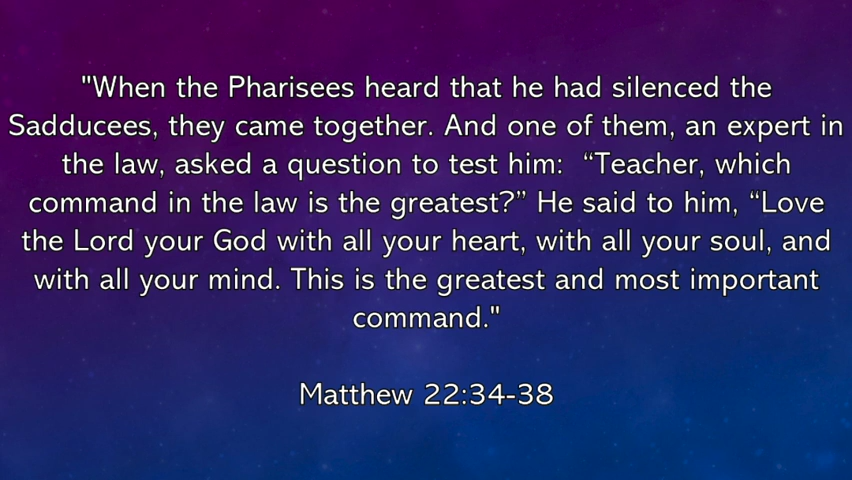 "When the Pharisees heard that he had silenced the
Sadducees, they came together. And one of them, an expert in
the law, asked a question to test him:  “Teacher, which
command in the law is the greatest?” He said to him, “Love
the Lord your God with all your heart, with all your soul, and
with all your mind. This is the greatest and most important
command."
Matthew 22:34-38